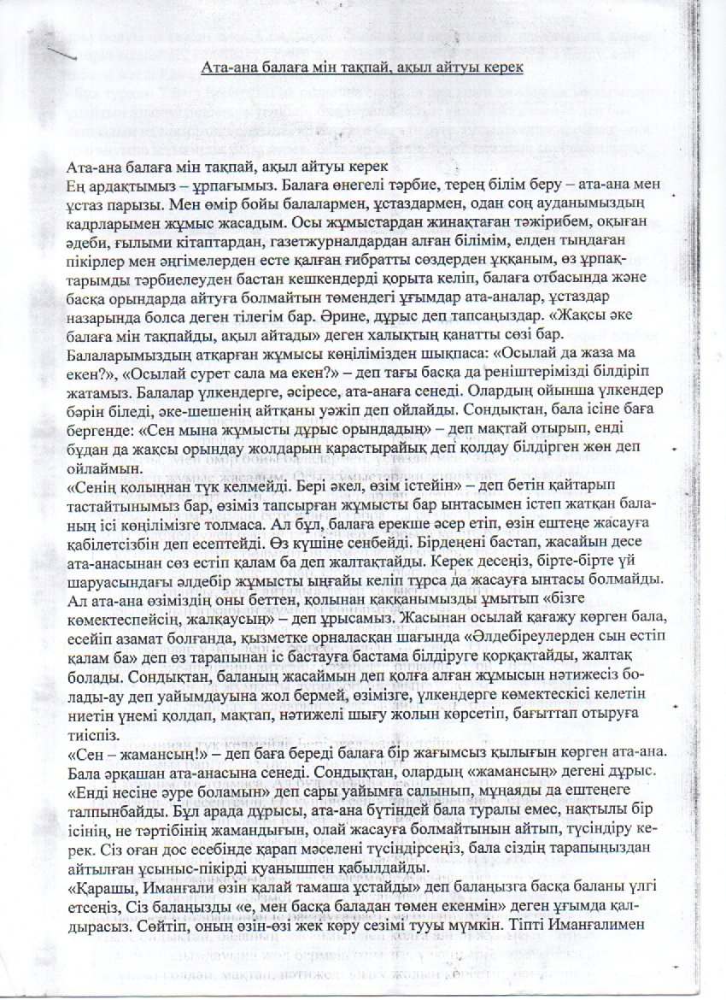 Ата-ана балаға мін тақпай, ақыл айтуы керек
Ата-ана балаға мін тақпай, ақыл айтуы керек
Ең ардақтымыз – ұрпағымыз. Балаға өнегелі тәрбие, терең білім беру – ата-ана мен
ұстаз парызы. Мен өмір бойы балалармен, ұстаздармен, одан соң ауданымыздың
кадрларымен жұмыс жасадым. Осы жұмыстардан жинақтаған тәжірибем, оқыған
әдеби, ғылыми кітаптардан, газетжурналдардан алған білімім, елден тыңдаған
пікірлер мен әңгімелерден есте қалған ғибратты сөздерден ұққаным, өз ұрпақ-
тарымды тәрбиелеуден бастан кешкендерді қорыта келіп, балаға отбасында және
басқа орындарда айтуға болмайтын төмендегі ұғымдар ата-аналар, ұстаздар
назарында болса деген тілегім бар. Әрине, дұрыс деп тапсаңыздар. «Жақсы әке
балаға мін тақпайды, ақыл айтады» деген халықтың қанатты сөзі бар.
Балаларымыздың атқарған жұмысы көңілімізден шықпаса: «Осылай да жаза ма
екен?», «Осылай сурет сала ма екен?» – деп тағы басқа да реніштерімізді білдіріп
жатамыз. Балалар үлкендерге, әсіресе, ата-анаға сенеді. Олардың ойынша үлкендер
бәрін біледі, әке-шешенің айтқаны уәжіп деп ойлайды. Сондықтан, бала ісіне баға
бергенде: «Сен мына жұмысты дұрыс орындадың» – деп мақтай отырып, енді
бұдан да жақсы орындау жолдарын қарастырайық деп қолдау білдірген жөн деп
ойлаймын.
«Сенің қолыңнан түк келмейді. Бері әкел, өзім істейін» – деп бетін қайтарып
тастайтынымыз бар, өзіміз тапсырған жұмысты бар ынтасымен істеп жатқан бала-
ның ісі көңілімізге толмаса. Ал бұл, балаға ерекше әсер етіп, өзін ештеңе жасауға
қабілетсізбін деп есептейді. Өз күшіне сенбейді. Бірдеңені бастап, жасайын десе
ата-анасынан сөз естіп қалам ба деп жалтақтайды. Керек десеңіз, бірте-бірте үй
шаруасындағы әлдебір жұмысты ыңғайы келіп тұрса да жасауға ынтасы болмайды.
Ал ата-ана өзіміздің оны беттен, қолынан қаққанымызды ұмытып «бізге
көмектеспейсің, жалқаусың» – деп ұрысамыз. Жасынан осылай қағажу көрген бала,
есейіп азамат болғанда, қызметке орналасқан шағында «Әлдебіреулерден сын естіп
қалам ба» деп өз тарапынан іс бастауға бастама білдіруге қорқақтайды, жалтақ
болады. Сондықтан, баланың жасаймын деп қолға алған жұмысын нәтижесіз бо-
лады-ау деп уайымдауына жол бермей, өзімізге, үлкендерге көмектескісі келетін
ниетін үнемі қолдап, мақтап, нәтижелі шығу жолын көрсетіп, бағыттап отыруға
тиіспіз.
«Сен – жамансың!» – деп баға береді балаға бір жағымсыз қылығын көрген ата-ана.
Бала әрқашан ата-анасына сенеді. Сондықтан, олардың «жамансың» дегені дұрыс.
«Енді несіне әуре боламын» деп сары уайымға салынып, мұңаяды да ештеңеге
талпынбайды. Бұл арада дұрысы, ата-ана бүтіндей бала туралы емес, нақтылы бір
ісінің, не тәртібінің жамандығын, олай жасауға болмайтынын айтып, түсіндіру ке-
рек. Сіз оған дос есебінде қарап мәселені түсіндірсеңіз, бала сіздің тарапыңыздан
айтылған ұсыныс-пікірді қуанышпен қабылдайды.
«Қарашы, Иманғали өзін қалай тамаша ұстайды» деп балаңызға басқа баланы үлгі
етсеңіз, Сіз балаңызды «е, мен басқа баладан төмен екенмін» деген ұғымда қал-
дырасыз. Сөйтіп, оның өзін-өзі жек көру сезімі тууы мүмкін. Тіпті Иманғалимен